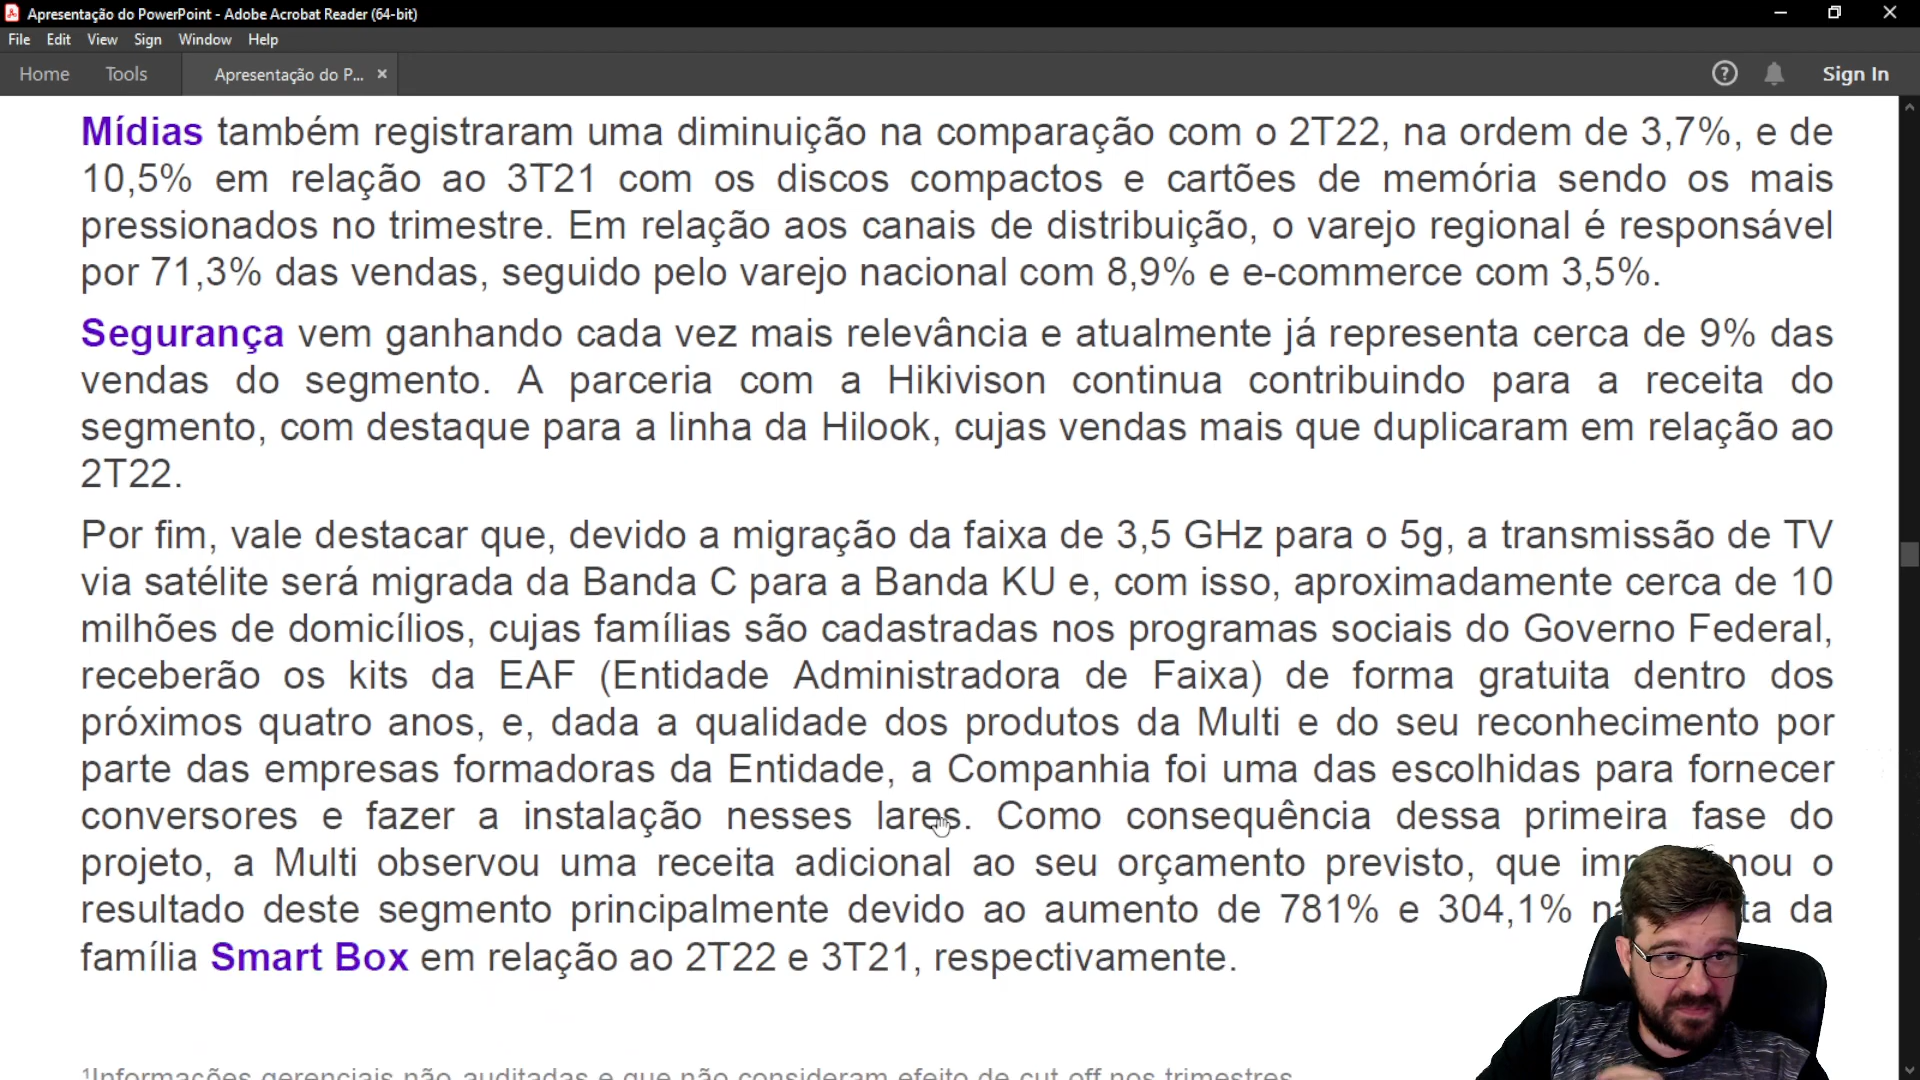 Apresentação do PowerPoint - Adobe Acrobat Reader (64-bit)
File Edit View Sign Window Help
Home Tools Apresentação do P... Sign In
Mídias também registraram uma diminuição na comparação com o 2T22, na ordem de 3,7%, e de
10,5% em relação ao 3T21 com os discos compactos e cartões de memória sendo os mais
pressionados no trimestre. Em relação aos canais de distribuição, o varejo regional é responsável
por 71,3% das vendas, seguido pelo varejo nacional com 8,9% e e-commerce com 3,5%.
Segurança vem ganhando cada vez mais relevância e atualmente já representa cerca de 9% das
vendas do segmento. A parceria com a Hikivison continua contribuindo para a receita do
segmento, com destaque para a linha da Hilook, cujas vendas mais que duplicaram em relação ao
2T22.
Por fim, vale destacar que, devido a migração da faixa de 3,5 GHz para o 5g, a transmissão de TV
via satélite será migrada da Banda C para a Banda KU e, com isso, aproximadamente cerca de 10
milhões de domicílios, cujas famílias são cadastradas nos programas sociais do Governo Federal,
receberão os kits da EAF (Entidade Administradora de Faixa) de forma gratuita dentro dos
próximos quatro anos, e, dada a qualidade dos produtos da Multi e do seu reconhecimento por
parte das empresas formadoras da Entidade, a Companhia foi uma das escolhidas para fornecer
conversores e fazer a instalação nesses lares. Como consequência dessa primeira fase do
projeto, a Multi observou uma receita adicional ao seu orçamento previsto, que o
resultado deste segmento principalmente devido ao aumento de 781% e 304,1% da
família Smart Box em relação ao 2T22 e 3T21, respectivamente.
¹Informações gerenciais não auditadas e que não consideram efeito de cut off nos trimestres